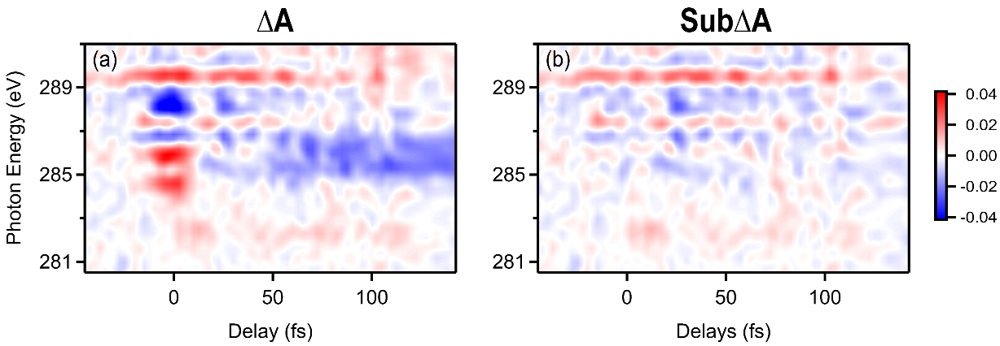 ΔA
SubΔA
(a)
(b)
Photon Energy (eV)
289
285
281
0
50
100
Delay (fs)
289
285
281
0
50
100
Delays (fs)
0.04
0.02
0.00
-0.02
-0.04